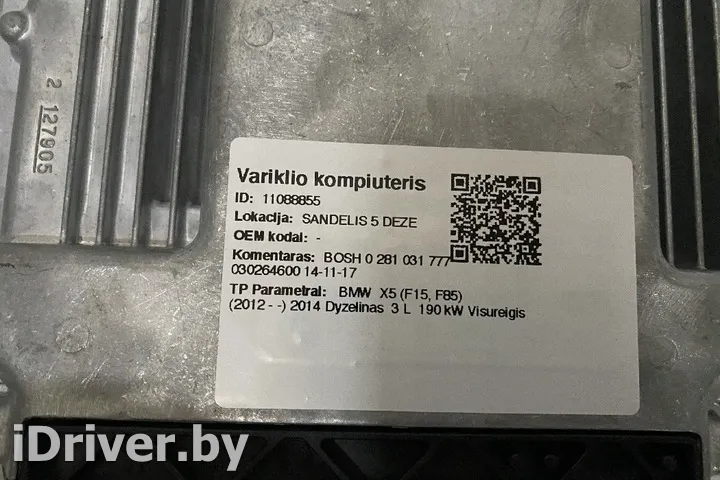 2 127905
Variklio kompiuteris
ID: 11088855
Lokacija: SANDELIS 5 DEZE
OEM kodai: -
Komentaras: BOSH 0 281 031 777
030264600 14-11-17
TP Parametrai: BMW X5 (F15, F85)
(2012 - -) 2014 Dyzelinas 3 L 190 kW Visureigis
iDriver.by